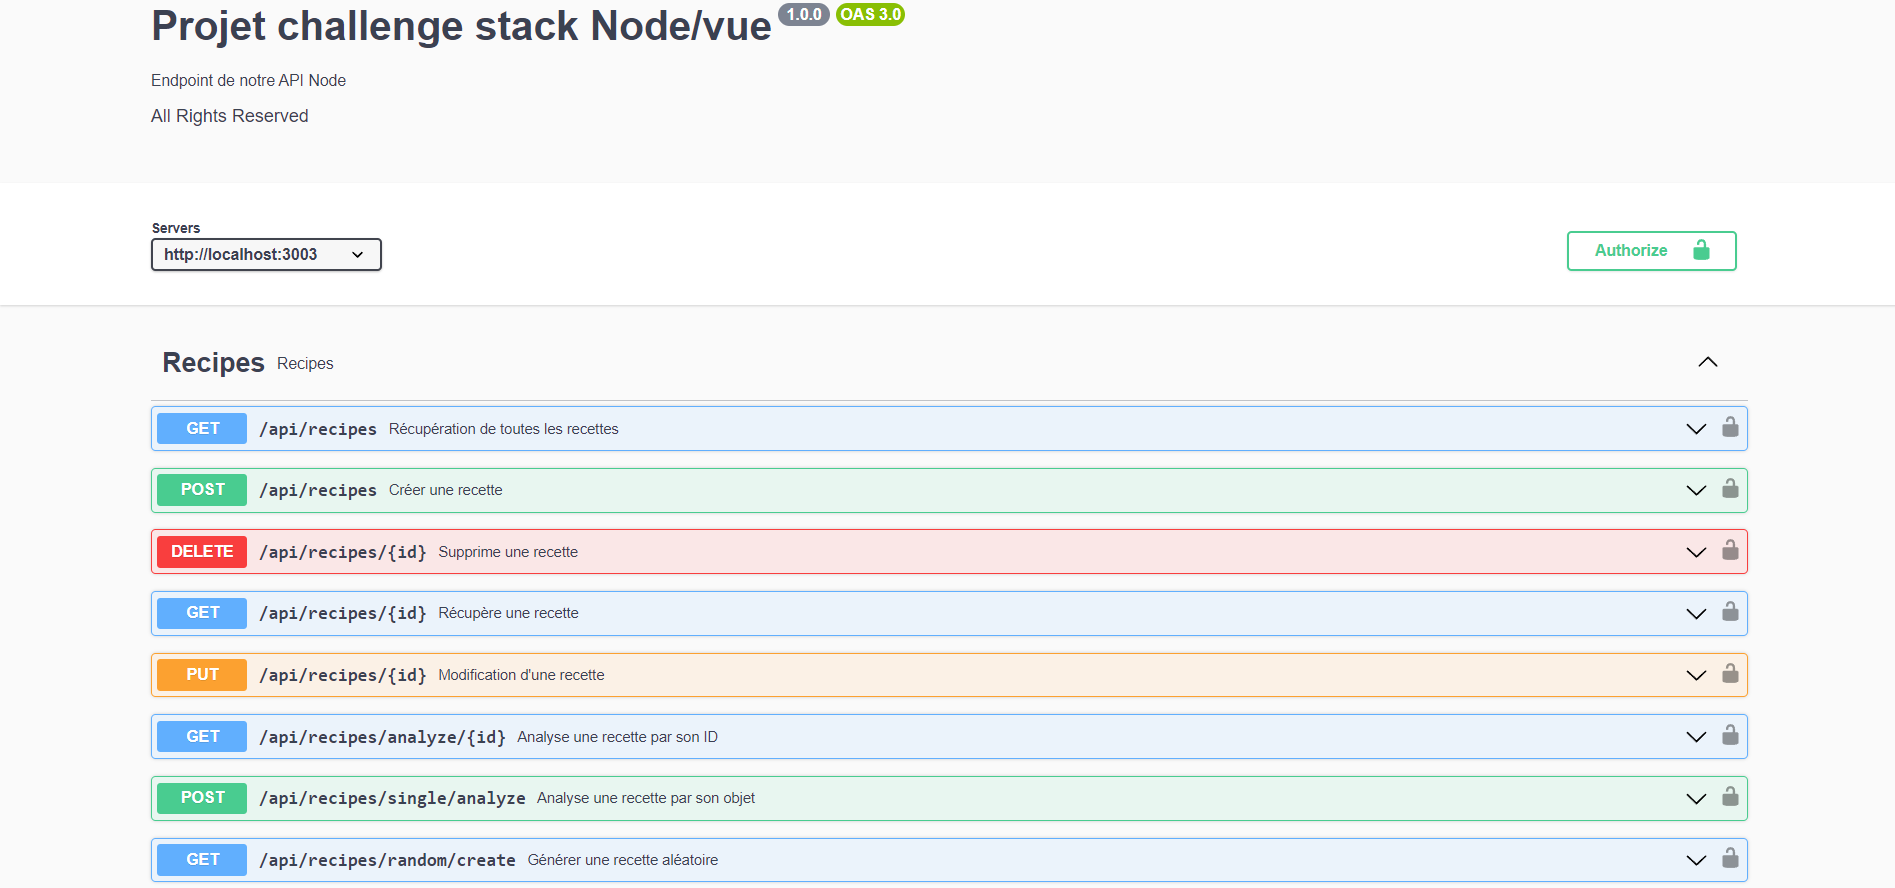 Projet challenge stack Node/vue 1.0.0 OAS 3.0
Endpoint de notre API Node
All Rights Reserved
Servers
http://localhost:3003
Authorize
Recipes Recipes
GET /api/recipes Récupération de toutes les recettes
POST /api/recipes Créer une recette
DELETE /api/recipes/{id} Supprime une recette
GET /api/recipes/{id} Récupère une recette
PUT /api/recipes/{id} Modification d'une recette
GET /api/recipes/analyze/{id} Analyse une recette par son ID
POST /api/recipes/single/analyze Analyse une recette par son objet
GET /api/recipes/random/create Générer une recette aléatoire